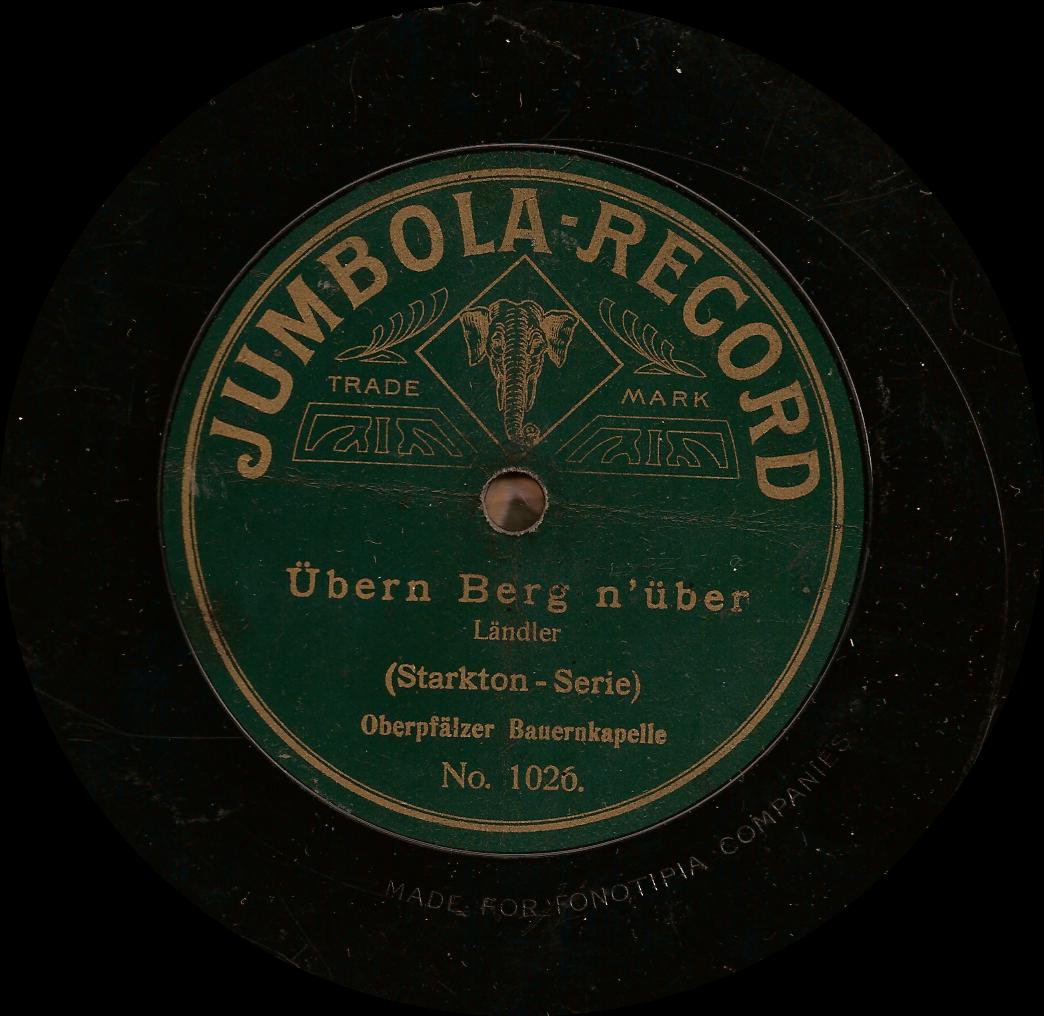 JUMBOLA-RECORD
TRADE MARK
Übern Berg n'über
Ländler
(Starkton-Serie)
Oberpfälzer Bauernkapelle
No. 1026.
MADE FOR FONOTIPIA COMPANIES